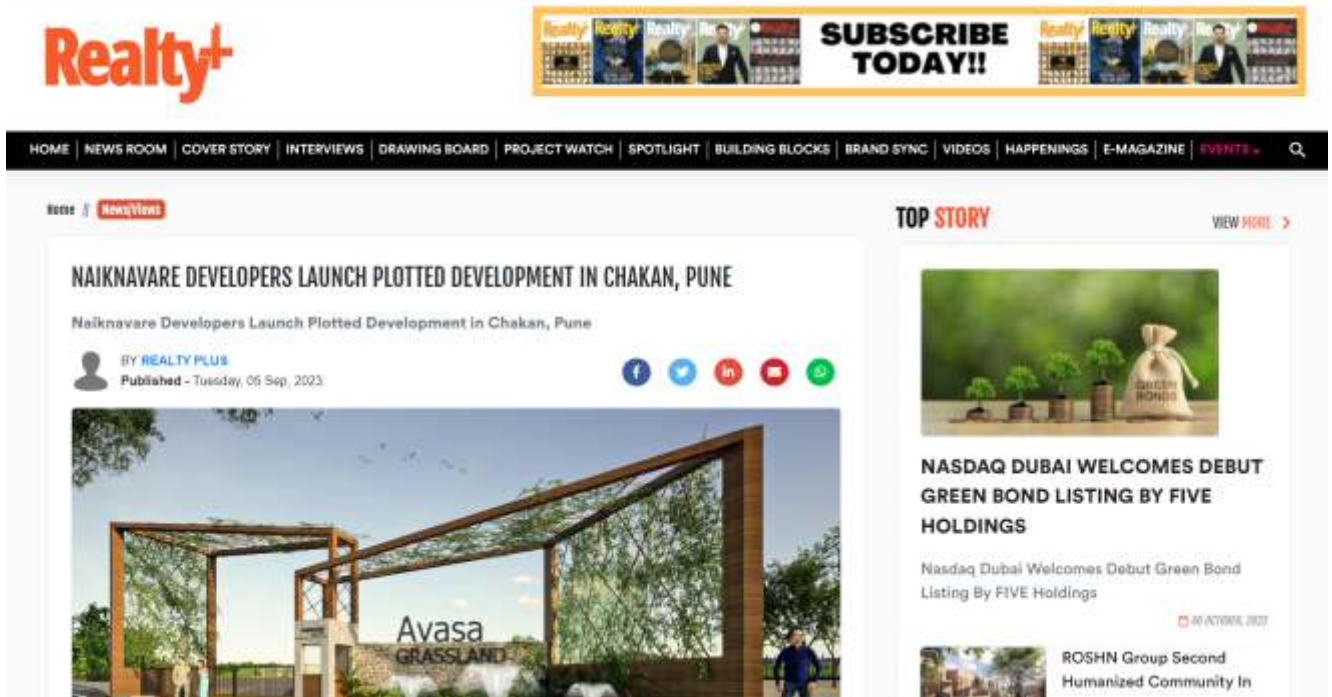 Realty+
SUBSCRIBE
TODAY!!
HOME | NEWS ROOM | COVER STORY | INTERVIEWS | DRAWING BOARD | PROJECT WATCH | SPOTLIGHT | BUILDING BLOCKS | BRAND SYNC | VIDEOS | HAPPENINGS | E-MAGAZINE | EVENTS
Home // News/Views
NAIKNAVARE DEVELOPERS LAUNCH PLOTTED DEVELOPMENT IN CHAKAN, PUNE
Naiknavare Developers Launch Plotted Development in Chakan, Pune
BY REALTY PLUS
Published - Tuesday, 05 Sep, 2023
Avasa
GRASSLAND
TOP STORY
VIEW MORE
GREEN
BONDS
NASDAQ DUBAI WELCOMES DEBUT
GREEN BOND LISTING BY FIVE
HOLDINGS
Nasdaq Dubai Welcomes Debut Green Bond
Listing By FIVE Holdings
OCTOBER, 2023
ROSHN Group Second
Humanized Community In